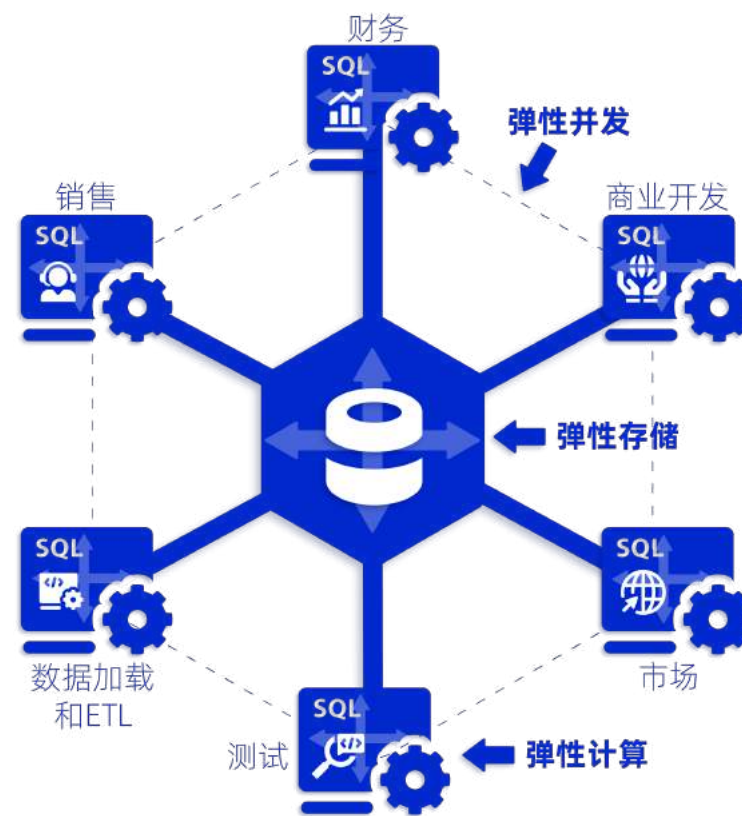 财务
SQL
弹性并发
销售
SQL
商业开发
SQL
弹性存储
SQL
数据加载
和ETL
SQL
市场
SQL
测试
弹性计算